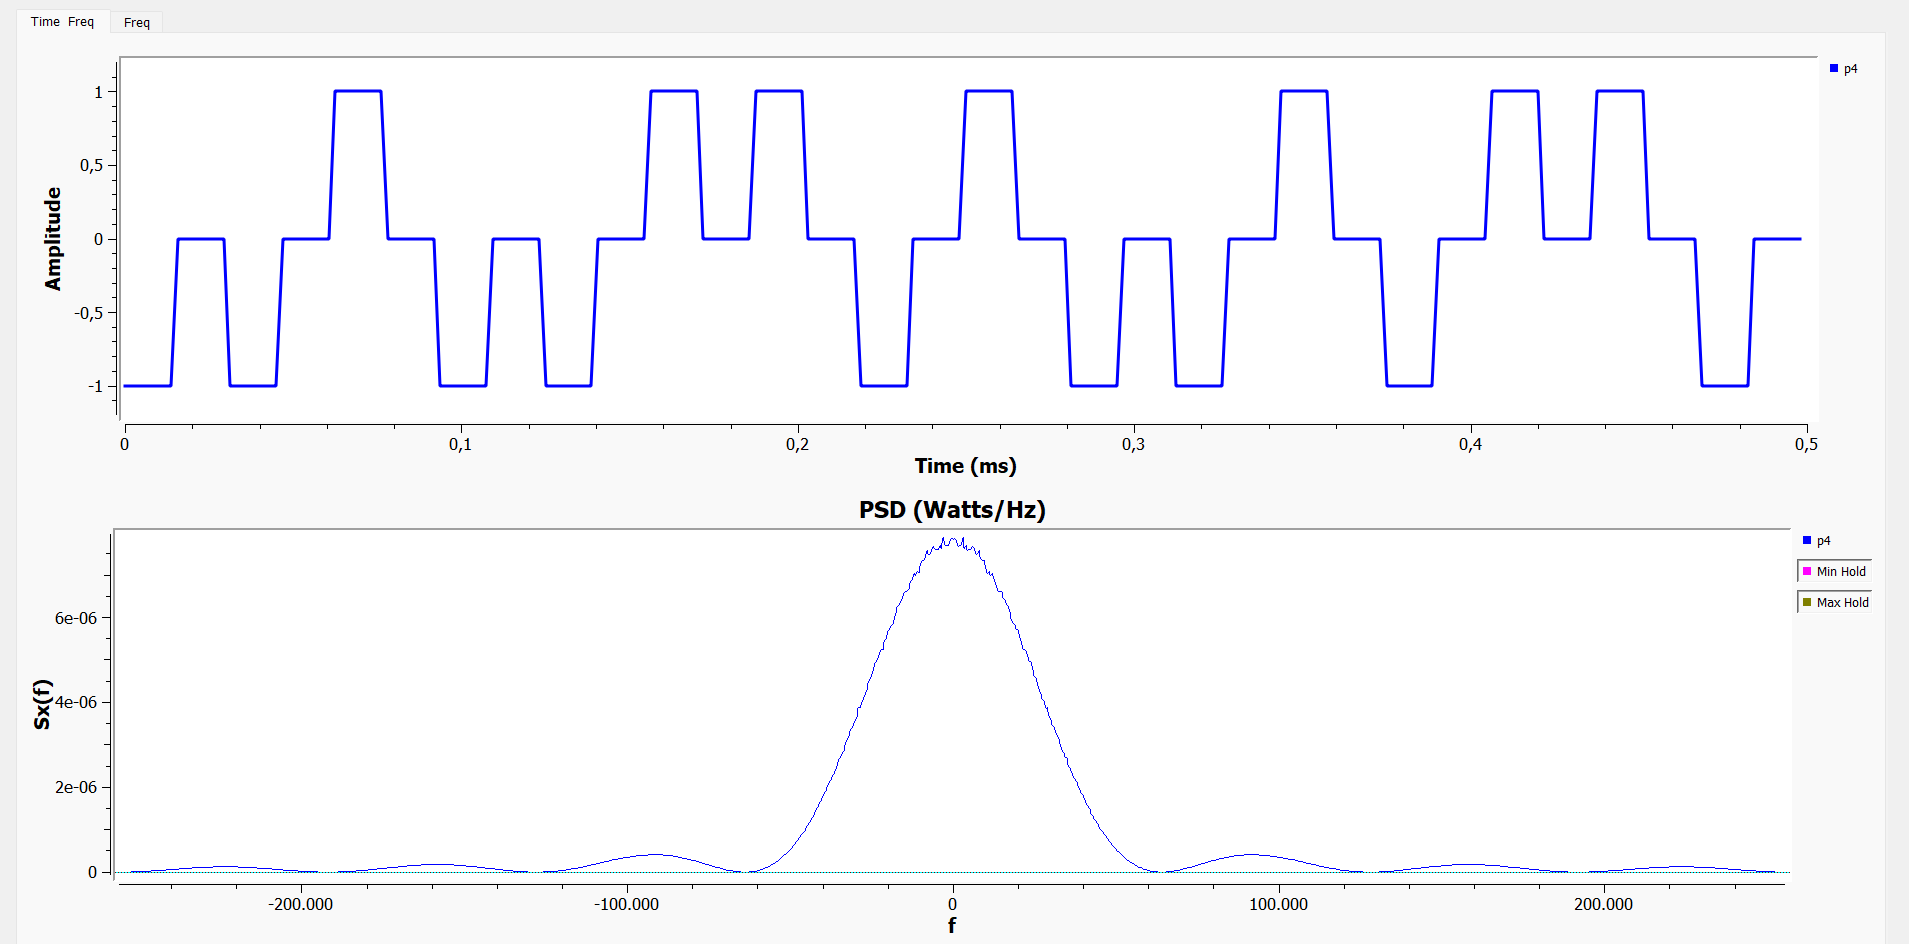 Time Freq
Freq
p4
Amplitude
1
0,5
0
-0,5
-1
0
0,1
0,2
0,3
0,4
0,5
Time (ms)
PSD (Watts/Hz)
p4
Min Hold
Max Hold
Sx(f)
6e-06
4e-06
2e-06
0
-200.000
-100.000
0
100.000
200.000
f